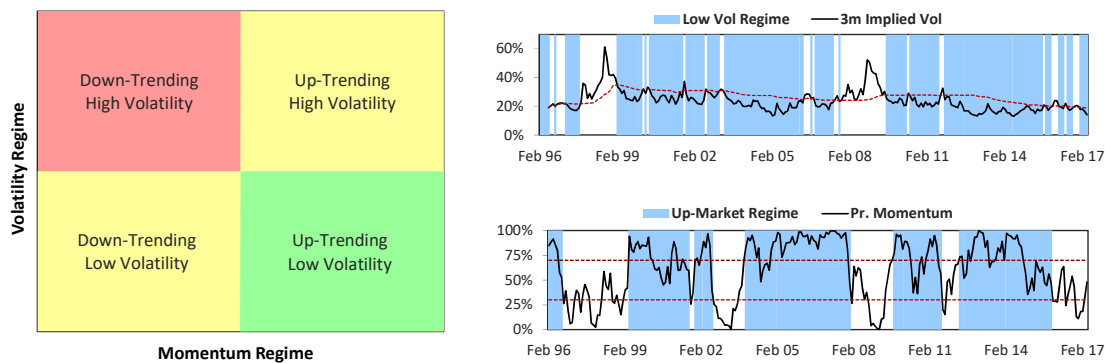 Volatility Regime
Down-Trending
High Volatility
Up-Trending
High Volatility
Down-Trending
Low Volatility
Up-Trending
Low Volatility
Momentum Regime
Low Vol Regime 3m Implied Vol
60%
40%
20%
0%
Feb 96 Feb 99 Feb 02 Feb 05 Feb 08 Feb 11 Feb 14 Feb 17
Up-Market Regime Pr. Momentum
100%
75%
50%
25%
0%
Feb 96 Feb 99 Feb 02 Feb 05 Feb 08 Feb 11 Feb 14 Feb 17